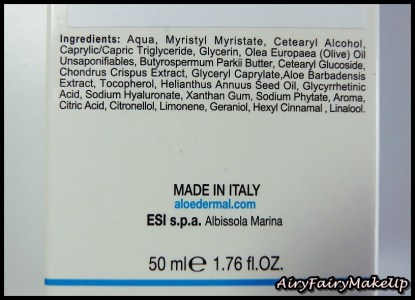 Ingredients: Aqua, Myristyl Myristate, Cetearyl Alcohol,
Caprylic/Capric Triglyceride, Glycerin, Olea Europaea (Olive) Oil
Unsaponifiables, Butyrospermum Parkii Butter, Cetearyl Glucoside,
Chondrus Crispus Extract, Glyceryl Caprylate,Aloe Barbadensis
Extract, Tocopherol, Helianthus Annuus Seed Oil, Glycyrrhetinic
Acid, Sodium Hyaluronate, Xanthan Gum, Sodium Phytate, Aroma,
Citric Acid, Citronellol, Limonene, Geraniol, Hexyl Cinnamal , Linalool.
MADE IN ITALY
aloedermal.com
ESI s.p.a. Albissola Marina
50 ml ℮ 1.76 fl.OZ.
AiryFairyMakeUp